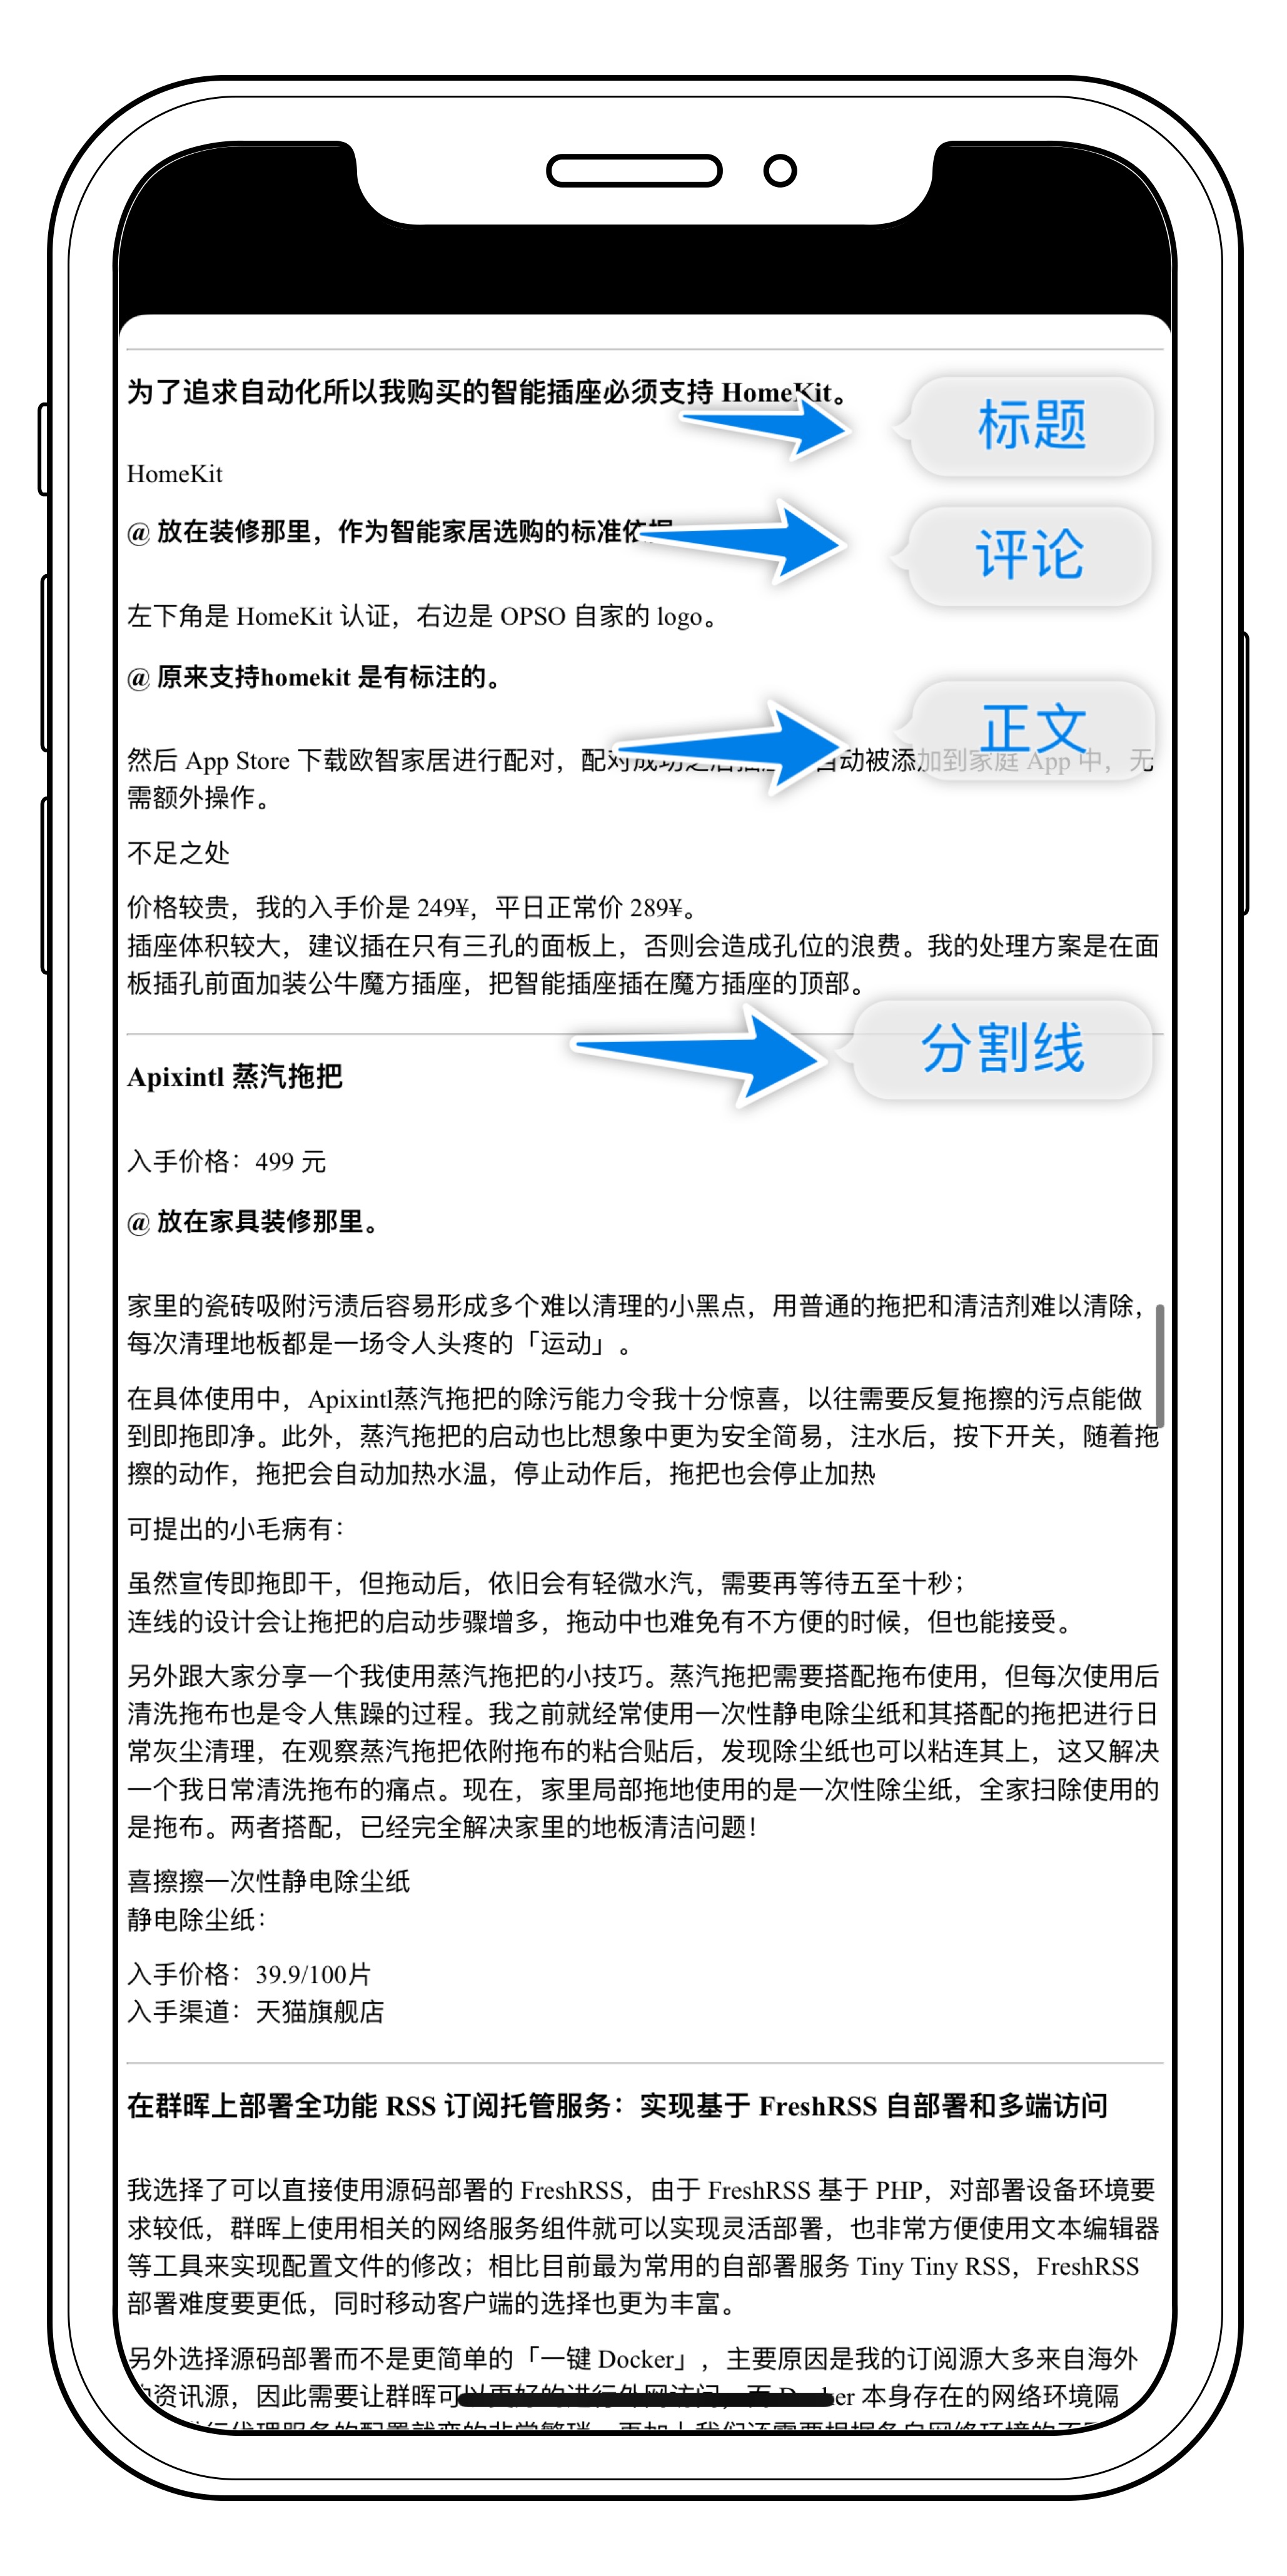 为了追求自动化所以我购买的智能插座必须支持 HomeKit。
标题
HomeKit
@ 放在装修那里，作为智能家居选购的标准依据
评论
左下角是 HomeKit 认证，右边是 OPSO 自家的 logo。
@ 原来支持homekit 是有标注的。
正文
然后 App Store 下载欧智家居进行配对，配对成功之后 自动被添加到家庭 App 中，无
需额外操作。
不足之处
价格较贵，我的入手价是 249¥，平日正常价 289¥。
插座体积较大，建议插在只有三孔的面板上，否则会造成孔位的浪费。我的处理方案是在面
板插孔前面加装公牛魔方插座，把智能插座插在魔方插座的顶部。
分割线
Apixintl 蒸汽拖把
入手价格：499 元
@ 放在家具装修那里。
家里的瓷砖吸附污渍后容易形成多个难以清理的小黑点，用普通的拖把和清洁剂难以清除，
每次清理地板都是一场令人头疼的「运动」。
在具体使用中，Apixintl蒸汽拖把的除污能力令我十分惊喜，以往需要反复拖擦的污点能做
到即拖即净。此外，蒸汽拖把的启动也比想象中更为安全简易，注水后，按下开关，随着拖
擦的动作，拖把会自动加热水温，停止动作后，拖把也会停止加热
可提出的小毛病有：
虽然宣传即拖即干，但拖动后，依旧会有轻微水汽，需要再等待五至十秒；
连线的设计会让拖把的启动步骤增多，拖动中也难免有不方便的时候，但也能接受。
另外跟大家分享一个我使用蒸汽拖把的小技巧。蒸汽拖把需要搭配拖布使用，但每次使用后
清洗拖布也是令人焦躁的过程。我之前就经常使用一次性静电除尘纸和其搭配的拖把进行日
常灰尘清理，在观察蒸汽拖把依附拖布的粘合贴后，发现除尘纸也可以粘连其上，这又解决
一个我日常清洗拖布的痛点。现在，家里局部拖地使用的是一次性除尘纸，全家扫除使用的
是拖布。两者搭配，已经完全解决家里的地板清洁问题！
喜擦擦一次性静电除尘纸
静电除尘纸：
入手价格：39.9/100片
入手渠道：天猫旗舰店
在群晖上部署全功能 RSS 订阅托管服务：实现基于 FreshRSS 自部署和多端访问
我选择了可以直接使用源码部署的 FreshRSS，由于 FreshRSS 基于 PHP，对部署设备环境要
求较低，群晖上使用相关的网络服务组件就可以实现灵活部署，也非常方便使用文本编辑器
等工具来实现配置文件的修改；相比目前最为常用的自部署服务 Tiny Tiny RSS，FreshRSS
部署难度要更低，同时移动客户端的选择也更为丰富。
另外选择源码部署而不是更简单的「一键 Docker」，主要原因是我的订阅源大多来自海外
的资讯源，因此需要让群晖可以更好的进行外网访问，而 Docker 本身存在的网络环境隔